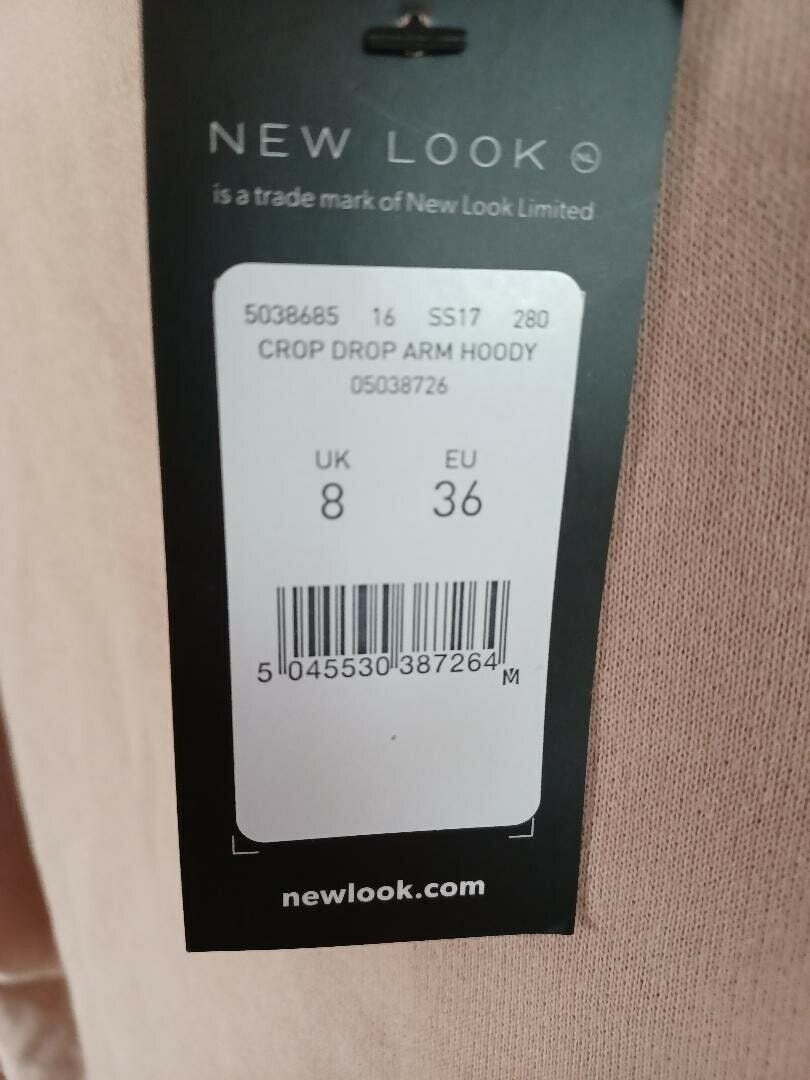 NEW LOOK NL
is a trade mark of New Look Limited
5038685 16 SS17 280
CROP DROP ARM HOODY
05038726
UK EU
8 36
5 045530 387264 M
newlook.com